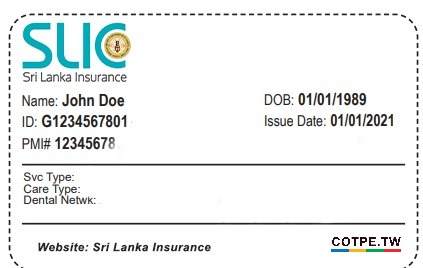 SLIC
Sri Lanka Insurance
Name: John Doe DOB: 01/01/1989
ID: G1234567801 Issue Date: 01/01/2021
PMI# 12345678
Svc Type:
Care Type:
Dental Netwk:
Website: Sri Lanka Insurance COTPE.TW